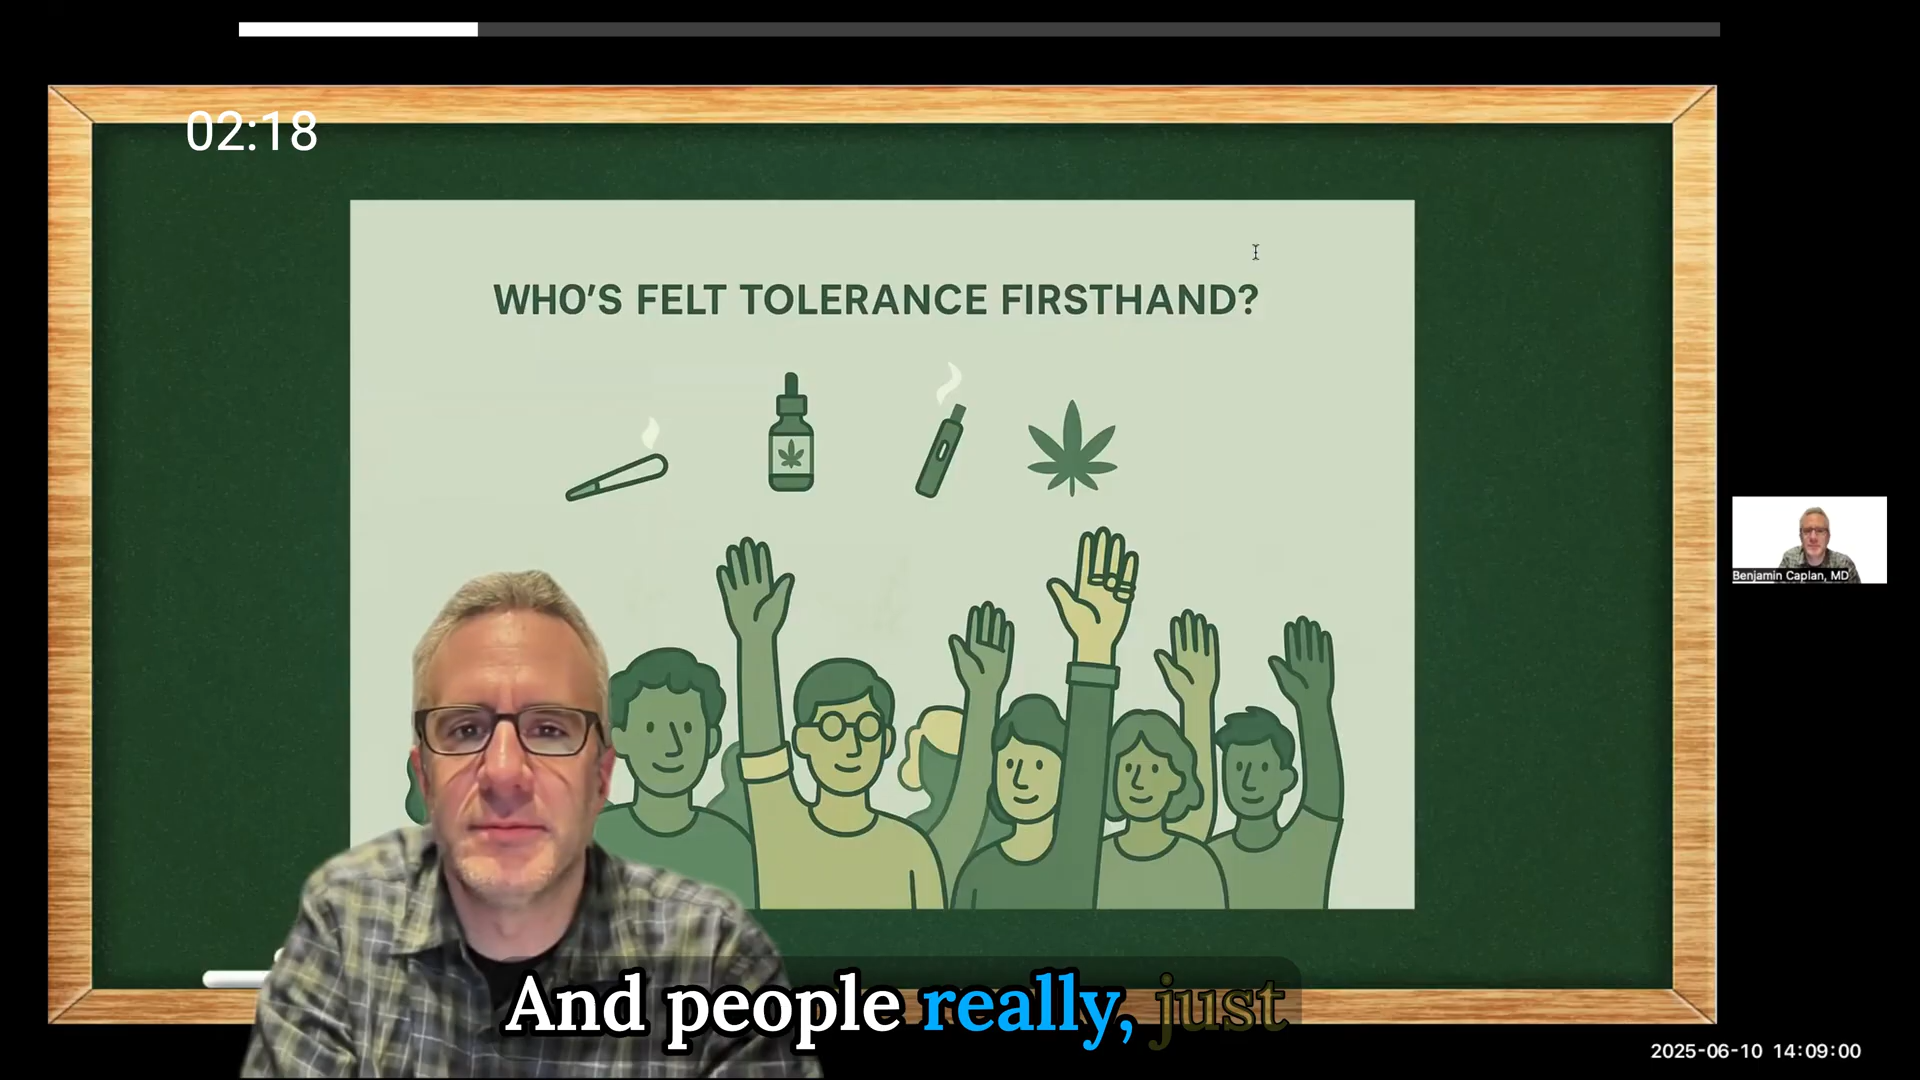 02:18
WHO'S FELT TOLERANCE FIRSTHAND?
Benjamin Caplan, MD
And people really, just
2025-06-10 14:09:00